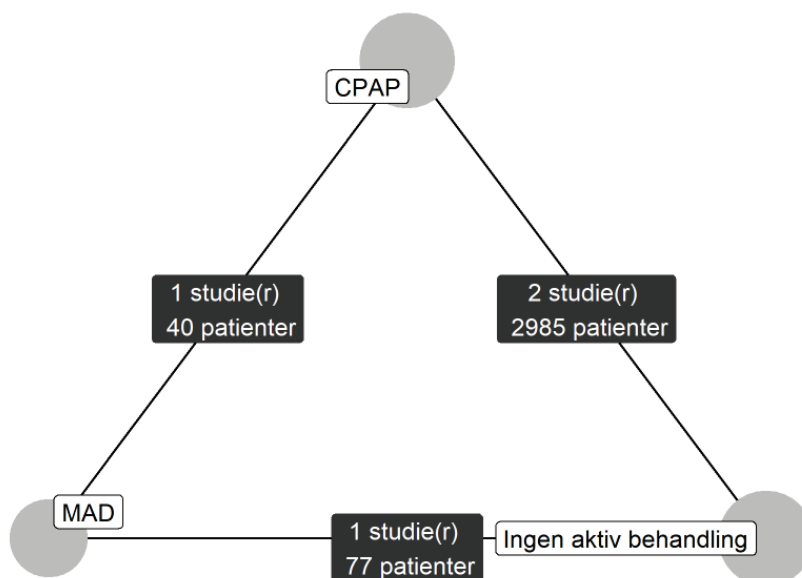 CPAP
1 studie(r)
40 patienter
2 studie(r)
2985 patienter
MAD
1 studie(r)
77 patienter
Ingen aktiv behandling